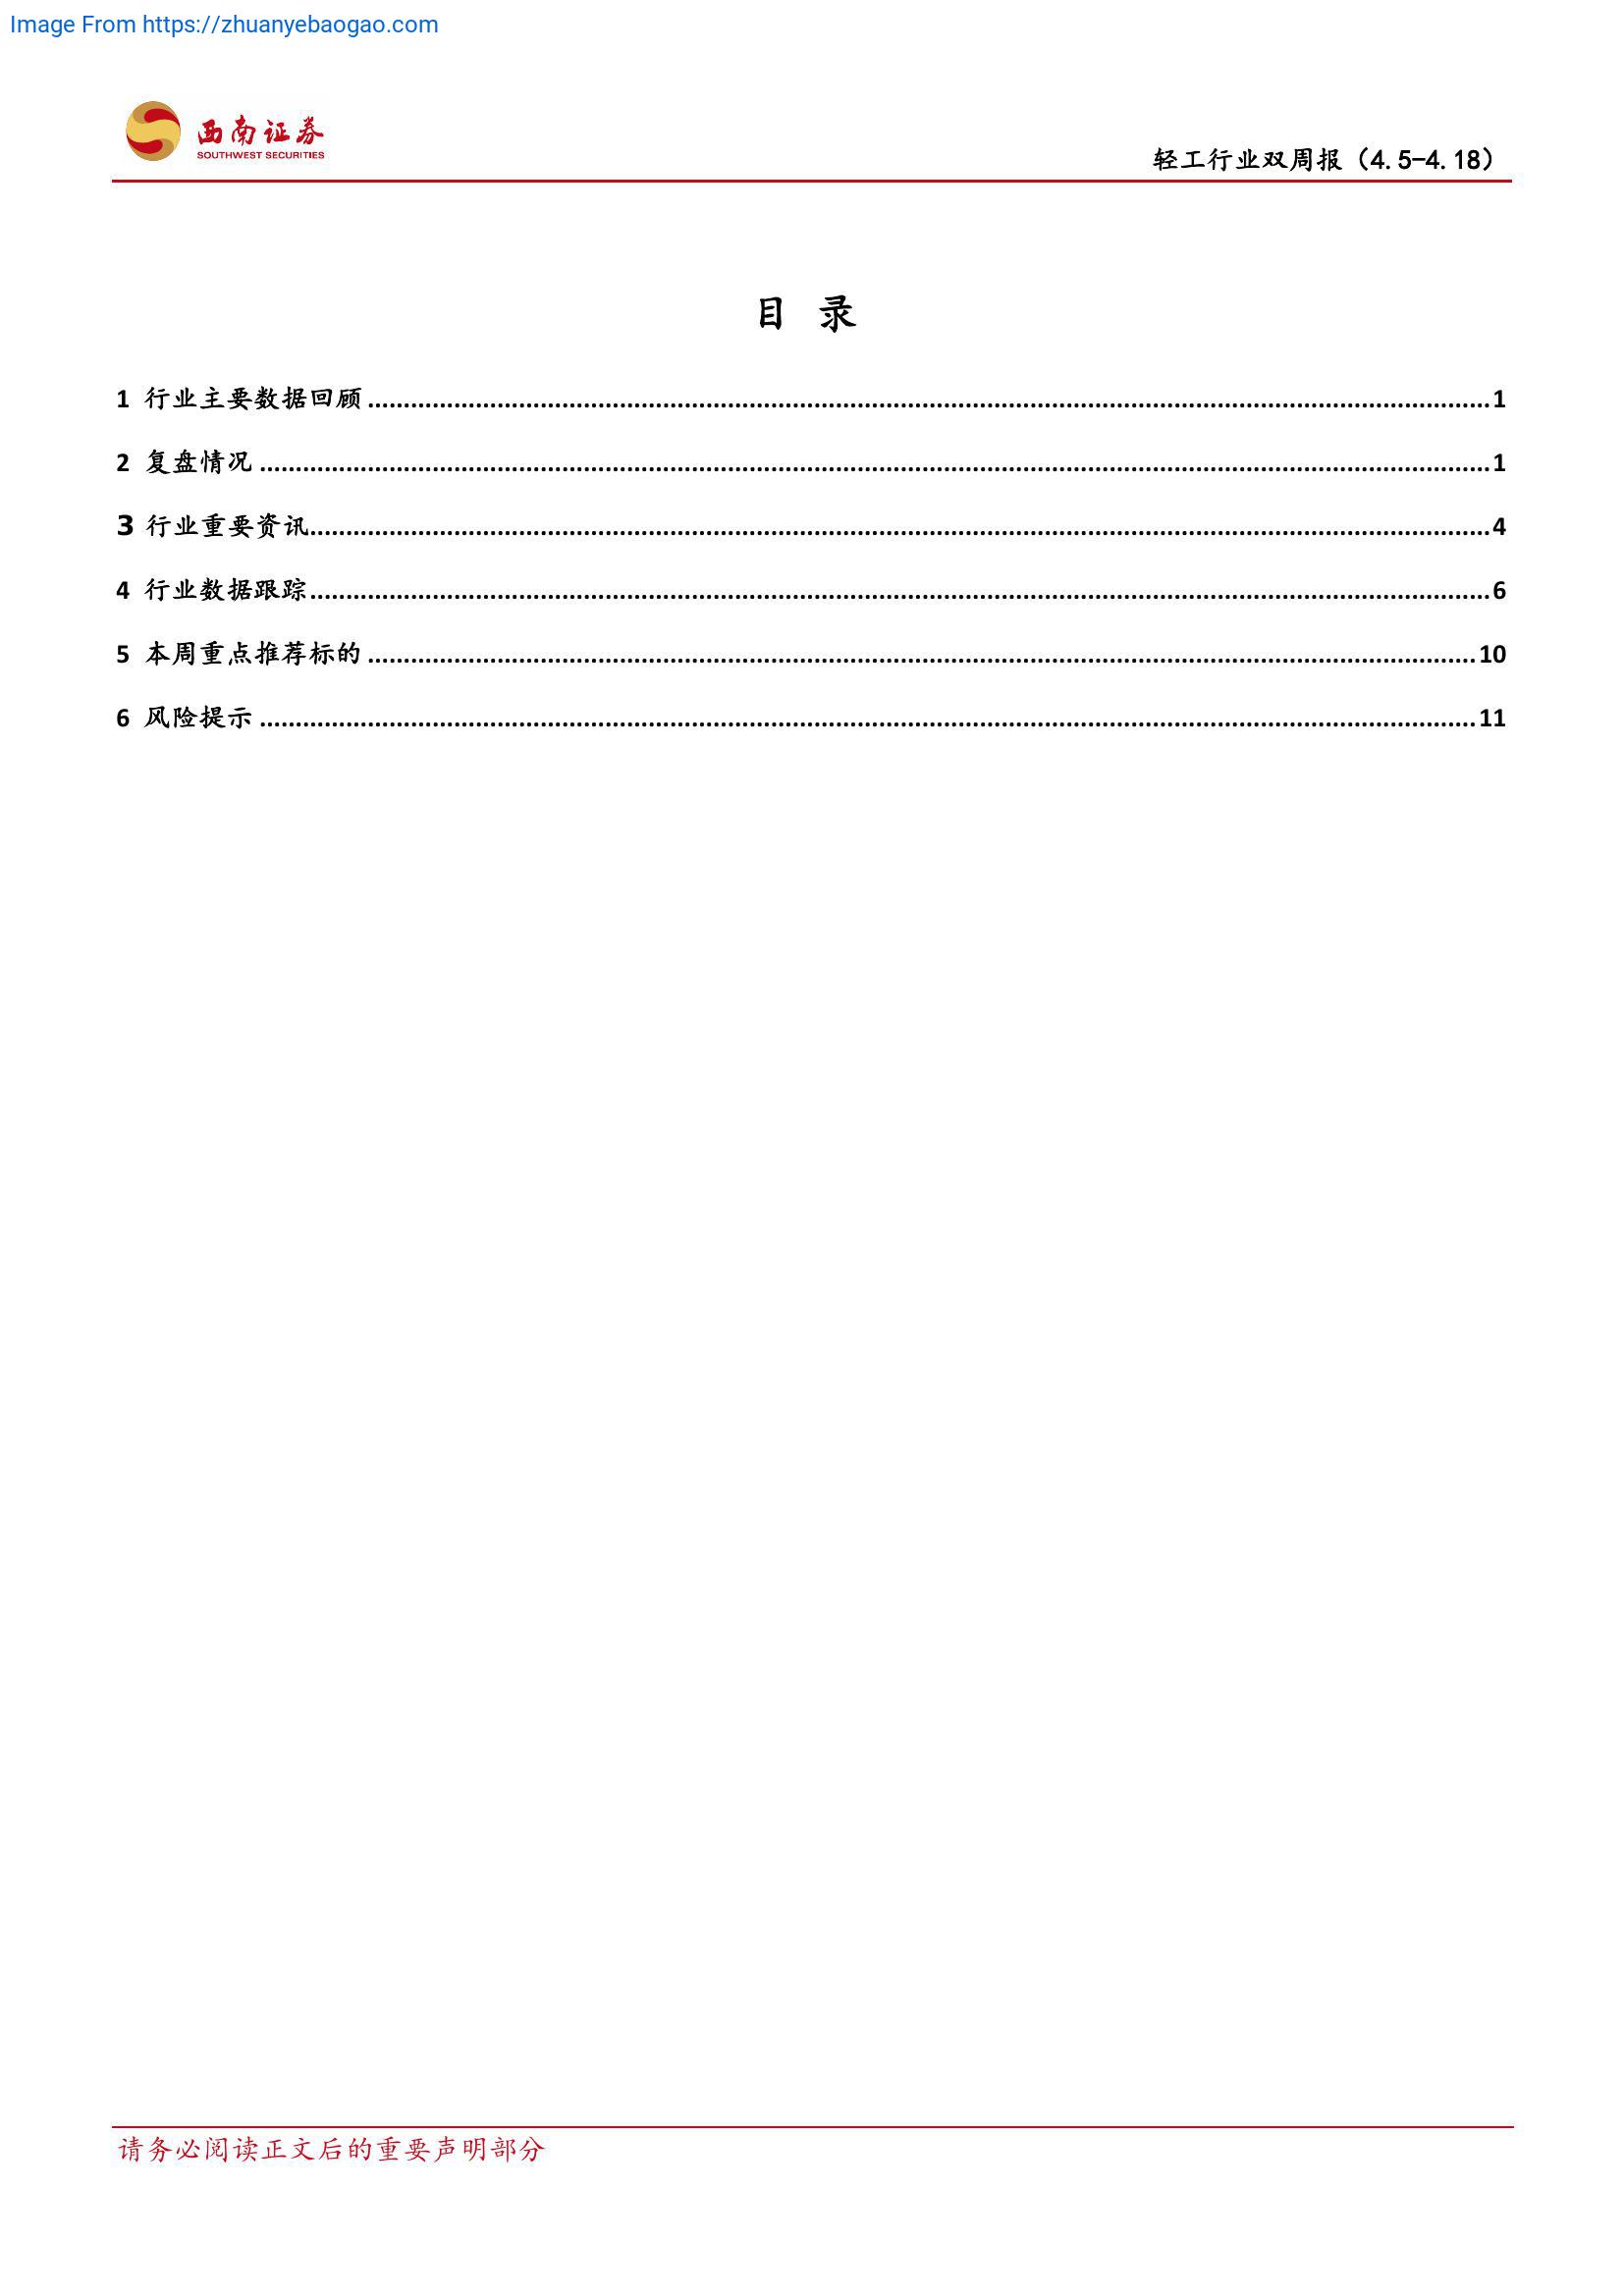 Image From https://zhuanyebaogao.com
西南证券
SOUTHWEST SECURITIES
轻工行业双周报（4.5-4.18）
目 录
1 行业主要数据回顾................................................................................1
2 复盘情况................................................................................1
3 行业重要资讯................................................................................4
4 行业数据跟踪................................................................................6
5 本周重点推荐标的................................................................................10
6 风险提示................................................................................11
请务必阅读正文后的重要声明部分